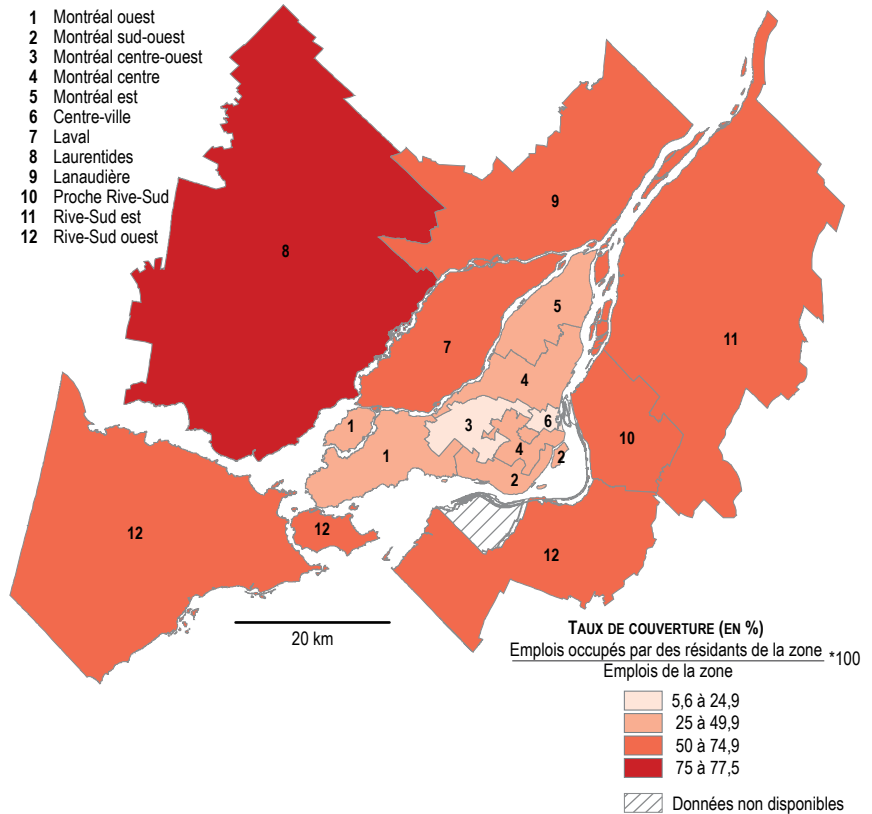 1 Montréal ouest
2 Montréal sud-ouest
3 Montréal centre-ouest
4 Montréal centre
5 Montréal est
6 Centre-ville
7 Laval
8 Laurentides
9 Lanaudière
10 Proche Rive-Sud
11 Rive-Sud est
12 Rive-Sud ouest
9
8
5
11
7
4
1
3
6
10
1
4
2
2
12
12
12
20 km
TAUX DE COUVERTURE (EN %)
Emplois occupés par des résidants de la zone
*100
Emplois de la zone
5,6 à 24,9
25 à 49,9
50 à 74,9
75 à 77,5
Données non disponibles